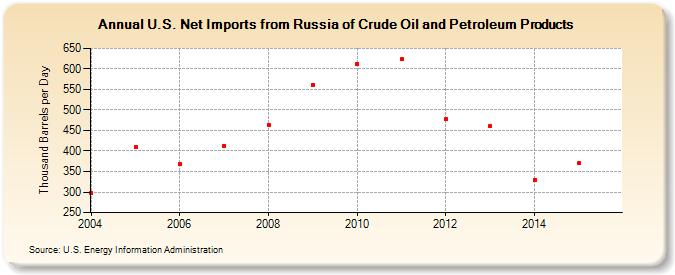 Annual U.S. Net Imports from Russia of Crude Oil and Petroleum Products
Thousand Barrels per Day
650
600
550
500
450
400
350
300
250
2004 2006 2008 2010 2012 2014
Source: U.S. Energy Information Administration